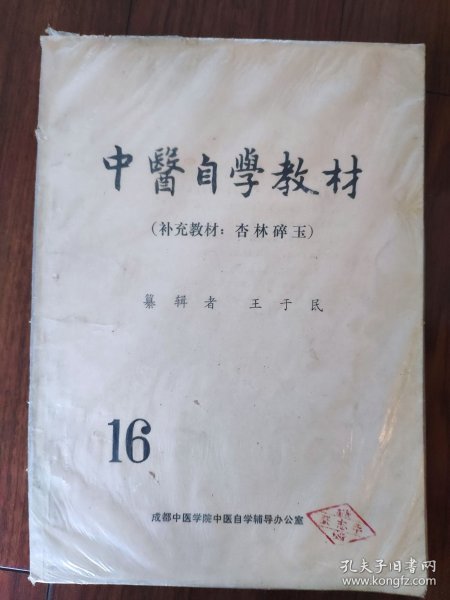 中醫自學教材
（补充教材：杏林碎玉）
纂辑者 王于民
16
成都中医学院中医自学辅导办公室
孔夫子旧书网
www.kongfz.com